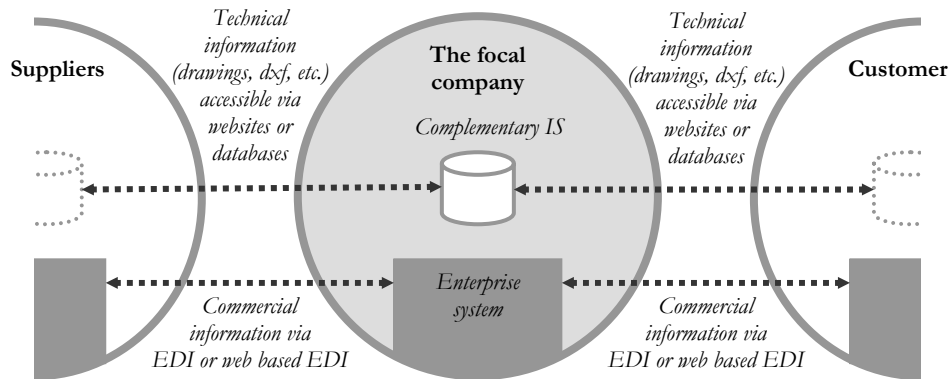 Suppliers
Technical
information
(drawings, dxf, etc.)
accessible via
websites or
databases
The focal
company
Complementary IS
Technical
information
(drawings, dxf, etc.)
accessible via
websites or
databases
Customer
Commercial
information via
EDI or web based EDI
Enterprise
system
Commercial
information via
EDI or web based EDI